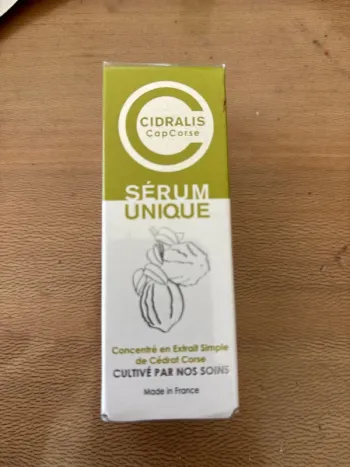 CIDRALIS
CapCorse
SÉRUM
UNIQUE
Concentré en Extrait Simple
de Cédrat Corse
CULTIVÉ PAR NOS SOINS
Made in France